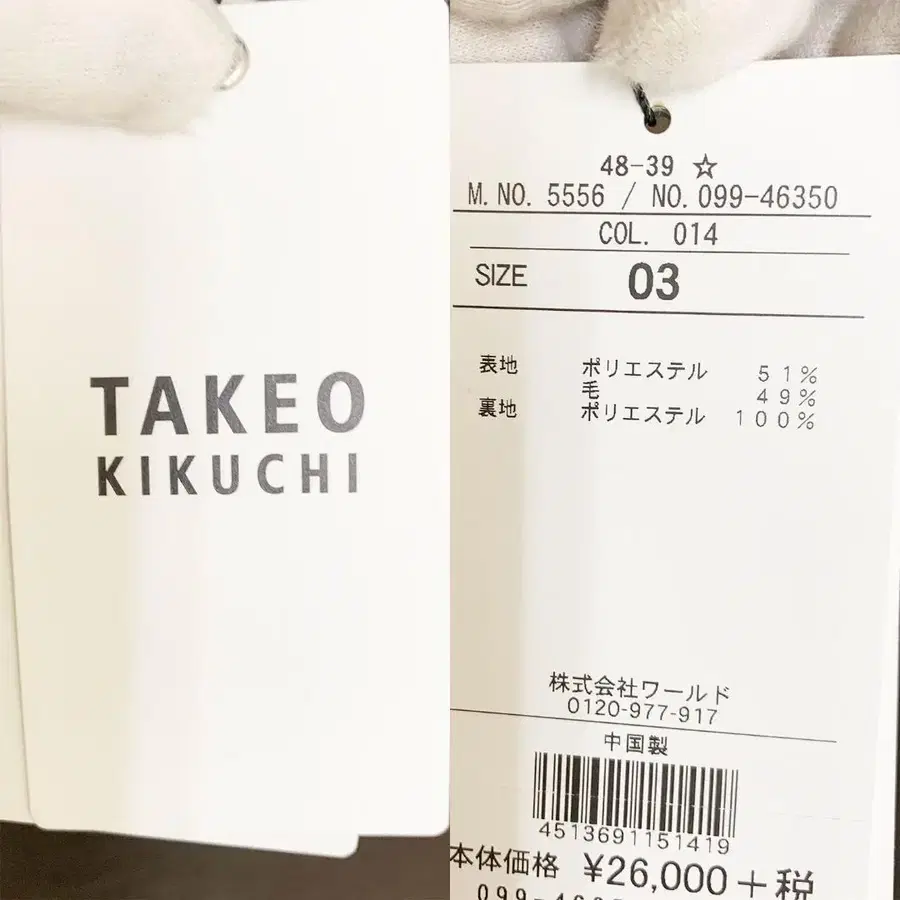 TAKEO
KIKUCHI
48-39 ☆
M.NO. 5556 / NO.099-46350
COL. 014
SIZE 03
表地 ポリエステル 51%
毛 49%
裏地 ポリエステル 100%
株式会社ワールド
0120-977-917
中国製
4513691151419
本体価格 ¥26,000+税